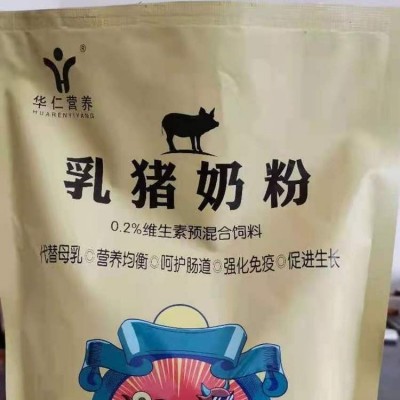 ®
华仁营养
HUARENYIYANG
乳猪奶粉
0.2%维生素预混合饲料
代替母乳◎营养均衡◎呵护肠道◎强化免疫◎促进生长